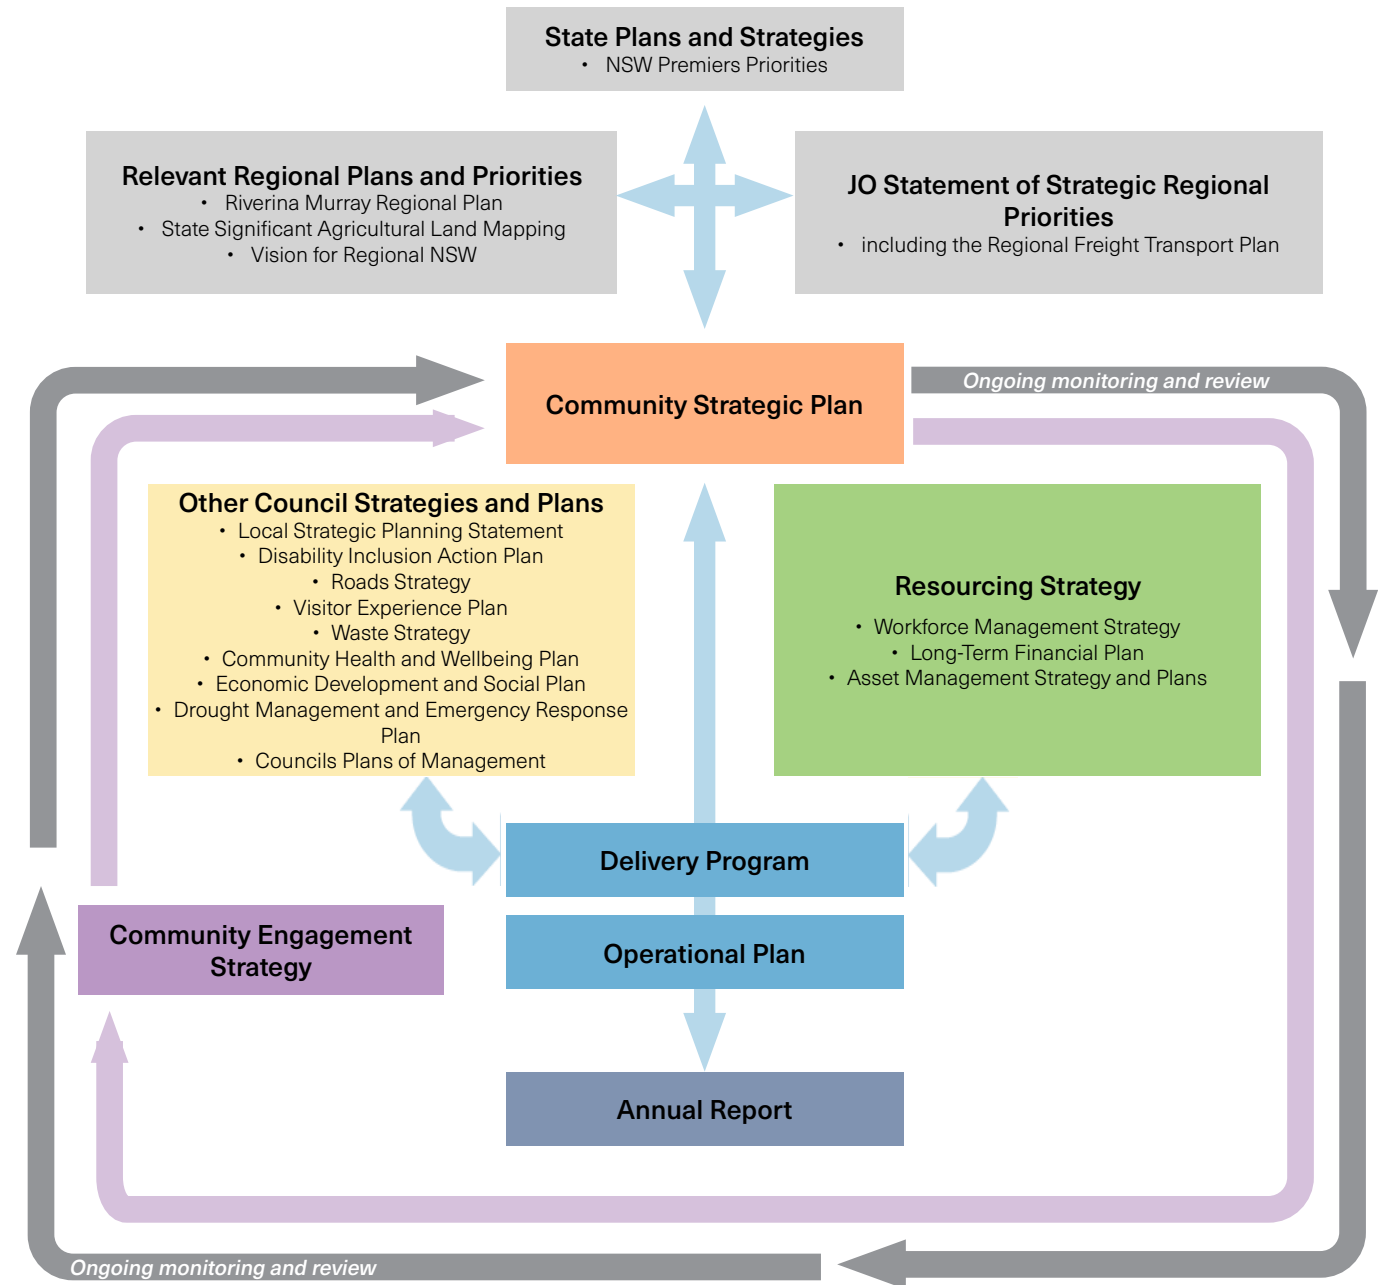 State Plans and Strategies
• NSW Premiers Priorities
Relevant Regional Plans and Priorities
• Riverina Murray Regional Plan
• State Significant Agricultural Land Mapping
• Vision for Regional NSW
JO Statement of Strategic Regional
Priorities
• including the Regional Freight Transport Plan
Community Strategic Plan
Ongoing monitoring and review
Other Council Strategies and Plans
• Local Strategic Planning Statement
• Disability Inclusion Action Plan
• Roads Strategy
• Visitor Experience Plan
• Waste Strategy
• Community Health and Wellbeing Plan
• Economic Development and Social Plan
• Drought Management and Emergency Response
Plan
• Councils Plans of Management
Resourcing Strategy
• Workforce Management Strategy
• Long-Term Financial Plan
• Asset Management Strategy and Plans
Delivery Program
Community Engagement
Strategy
Operational Plan
Annual Report
Ongoing monitoring and review